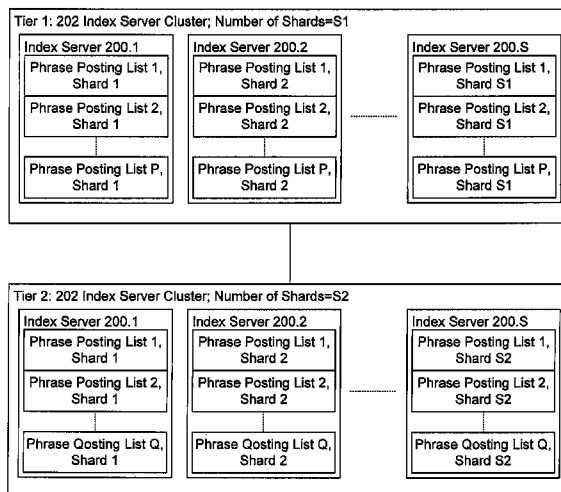 Tier 1: 202 Index Server Cluster; Number of Shards=S1
Index Server 200.1
Phrase Posting List 1,
Shard 1
Phrase Posting List 2,
Shard 1
Phrase Posting List P,
Shard 1
Index Server 200.2
Phrase Posting List 1,
Shard 2
Phrase Posting List 2,
Shard 2
Phrase Posting List P,
Shard 2
Index Server 200.S
Phrase Posting List 1,
Shard S1
Phrase Posting List 2,
Shard S1
Phrase Posting List P,
Shard S1
Tier 2: 202 Index Server Cluster; Number of Shards=S2
Index Server 200.1
Phrase Posting List 1,
Shard 1
Phrase Posting List 2,
Shard 1
Phrase Qosting List Q,
Shard 1
Index Server 200.2
Phrase Posting List 1,
Shard 2
Phrase Posting List 2,
Shard 2
Phrase Qosting List Q,
Shard 2
Index Server 200.S
Phrase Posting List 1,
Shard S2
Phrase Posting List 2,
Shard S2
Phrase Qosting List Q,
Shard S2